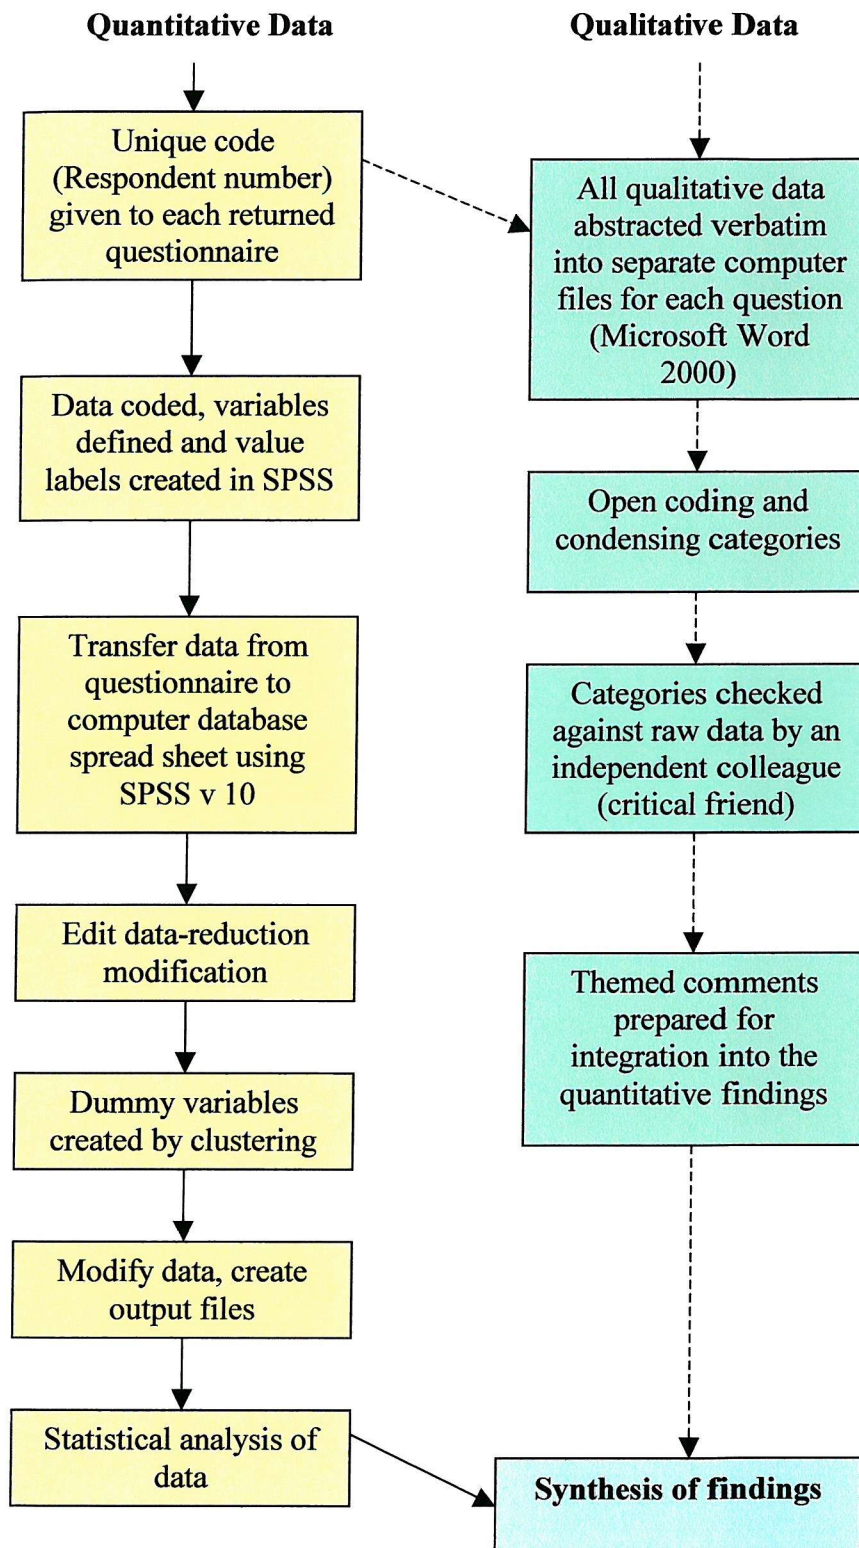 Quantitative Data
Unique code
(Respondent number)
given to each returned
questionnaire
Data coded, variables
defined and value
labels created in SPSS
Transfer data from
questionnaire to
computer database
spread sheet using
SPSS v 10
Edit data-reduction
modification
Dummy variables
created by clustering
Modify data, create
output files
Statistical analysis of
data
Qualitative Data
All qualitative data
abstracted verbatim
into separate computer
files for each question
(Microsoft Word
2000)
Open coding and
condensing categories
Categories checked
against raw data by an
independent colleague
(critical friend)
Themed comments
prepared for
integration into the
quantitative findings
Synthesis of findings